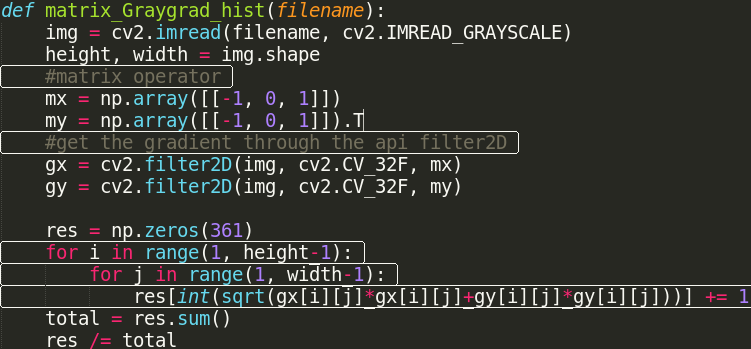 def matrix_Graygrad_hist(filename):
    img = cv2.imread(filename, cv2.IMREAD_GRAYSCALE)
    height, width = img.shape
    #matrix operator
    mx = np.array([[-1, 0, 1]])
    my = np.array([[-1, 0, 1]]).T
    #get the gradient through the api filter2D
    gx = cv2.filter2D(img, cv2.CV_32F, mx)
    gy = cv2.filter2D(img, cv2.CV_32F, my)
    res = np.zeros(361)
    for i in range(1, height-1):
        for j in range(1, width-1):
            res[int(sqrt(gx[i][j]*gx[i][j]+gy[i][j]*gy[i][j]))] += 1
    total = res.sum()
    res /= total